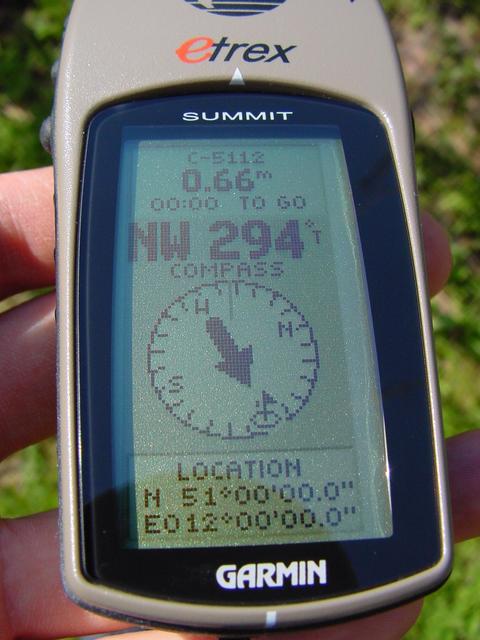 etrex
SUMMIT
C-5112
0.66m
00:00 TO GO
NW 294°T
COMPASS
W
N
S
LOCATION
N 51°00'00.0"
E012°00'00.0"
GARMIN